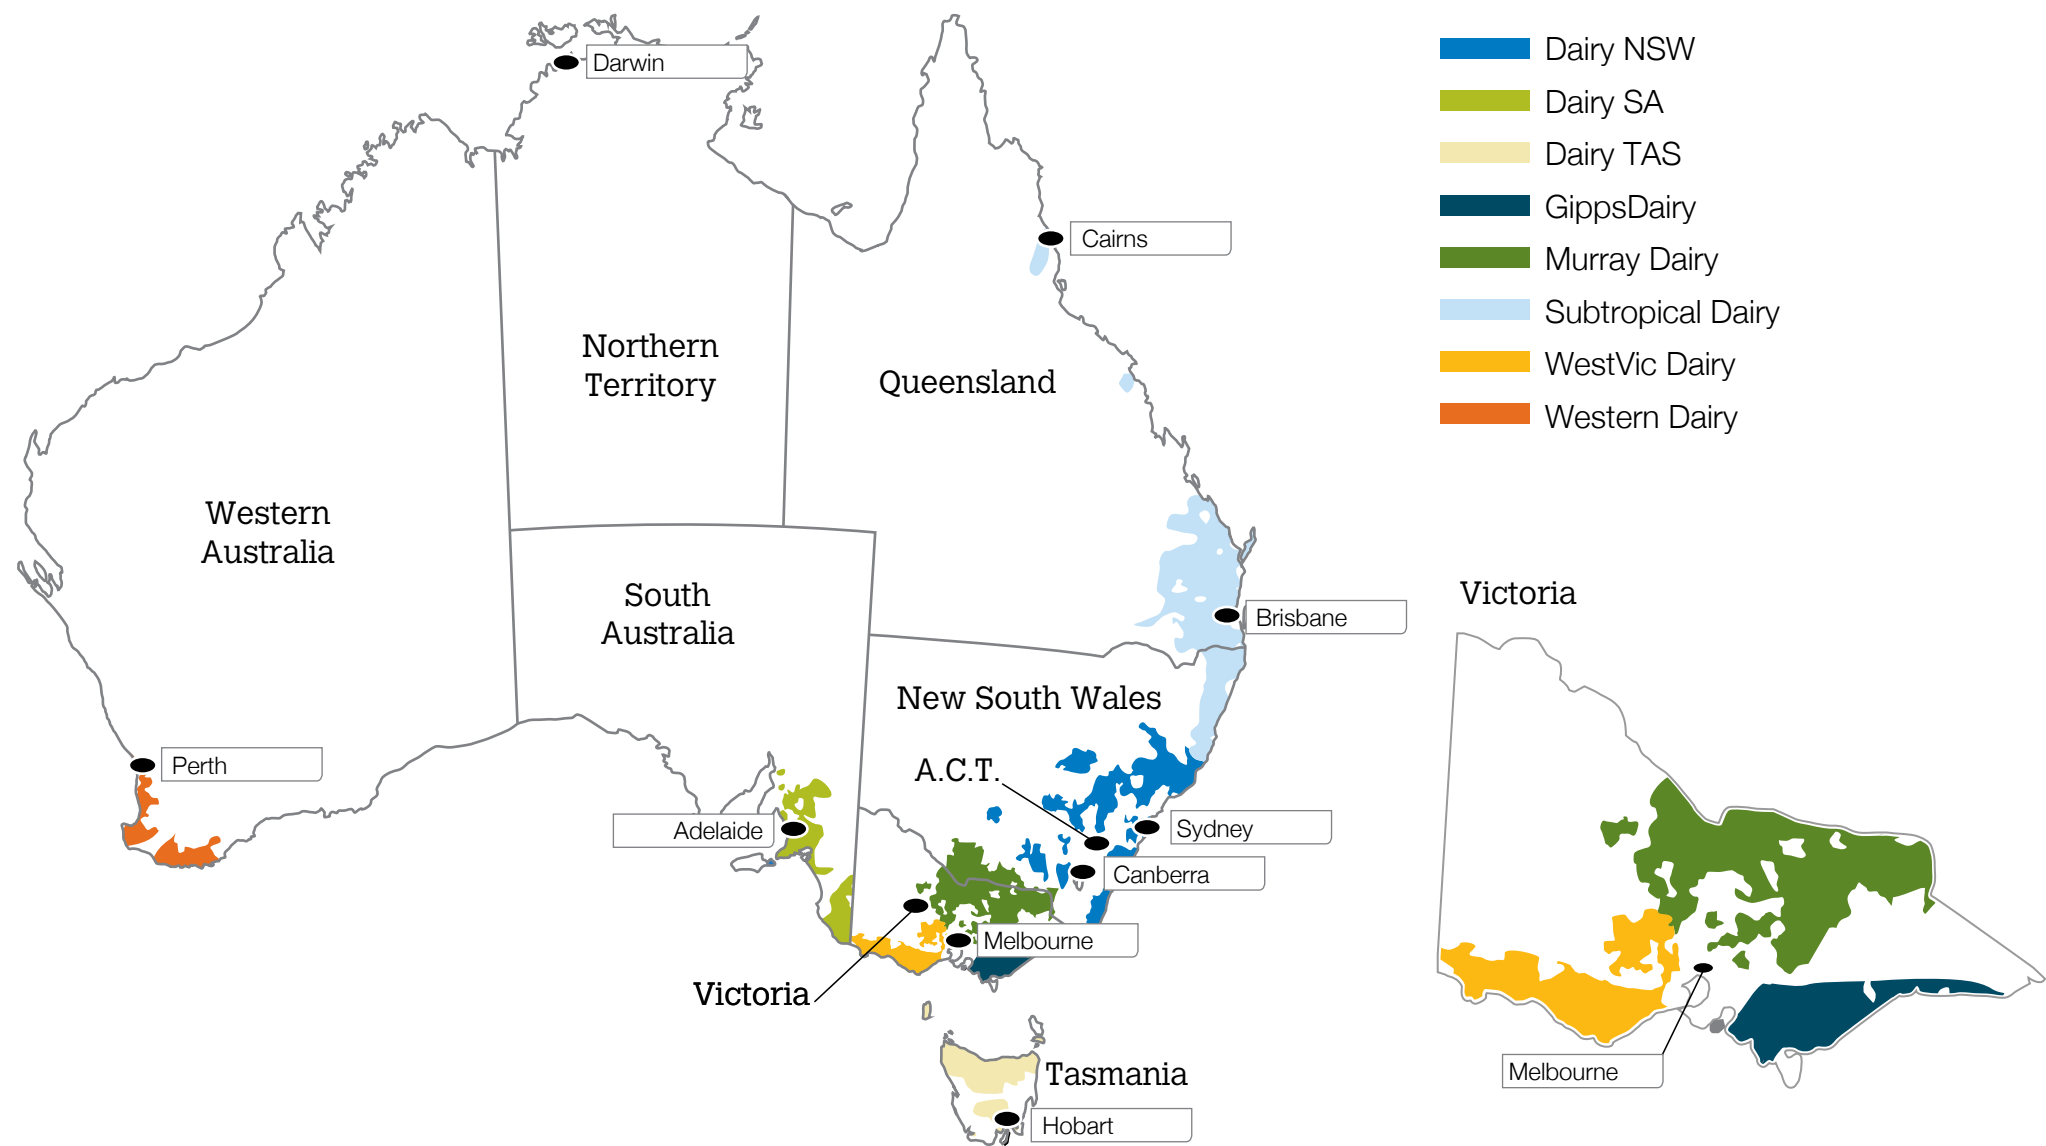 Darwin
Cairns
Northern
Territory
Queensland
Western
Australia
South
Australia
Brisbane
New South Wales
A.C.T.
Perth
Adelaide
Sydney
Canberra
Melbourne
Victoria
Tasmania
Hobart
Dairy NSW
Dairy SA
Dairy TAS
GippsDairy
Murray Dairy
Subtropical Dairy
WestVic Dairy
Western Dairy
Victoria
Melbourne